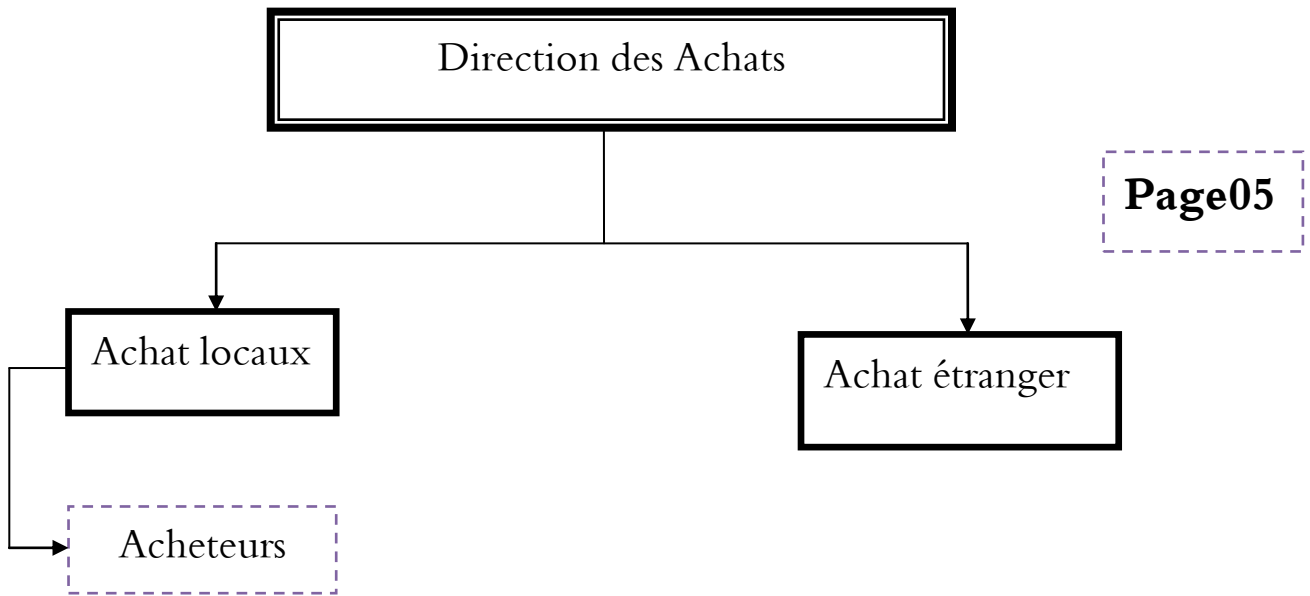 Direction des Achats
Page05
Achat locaux
Achat étranger
Acheteurs